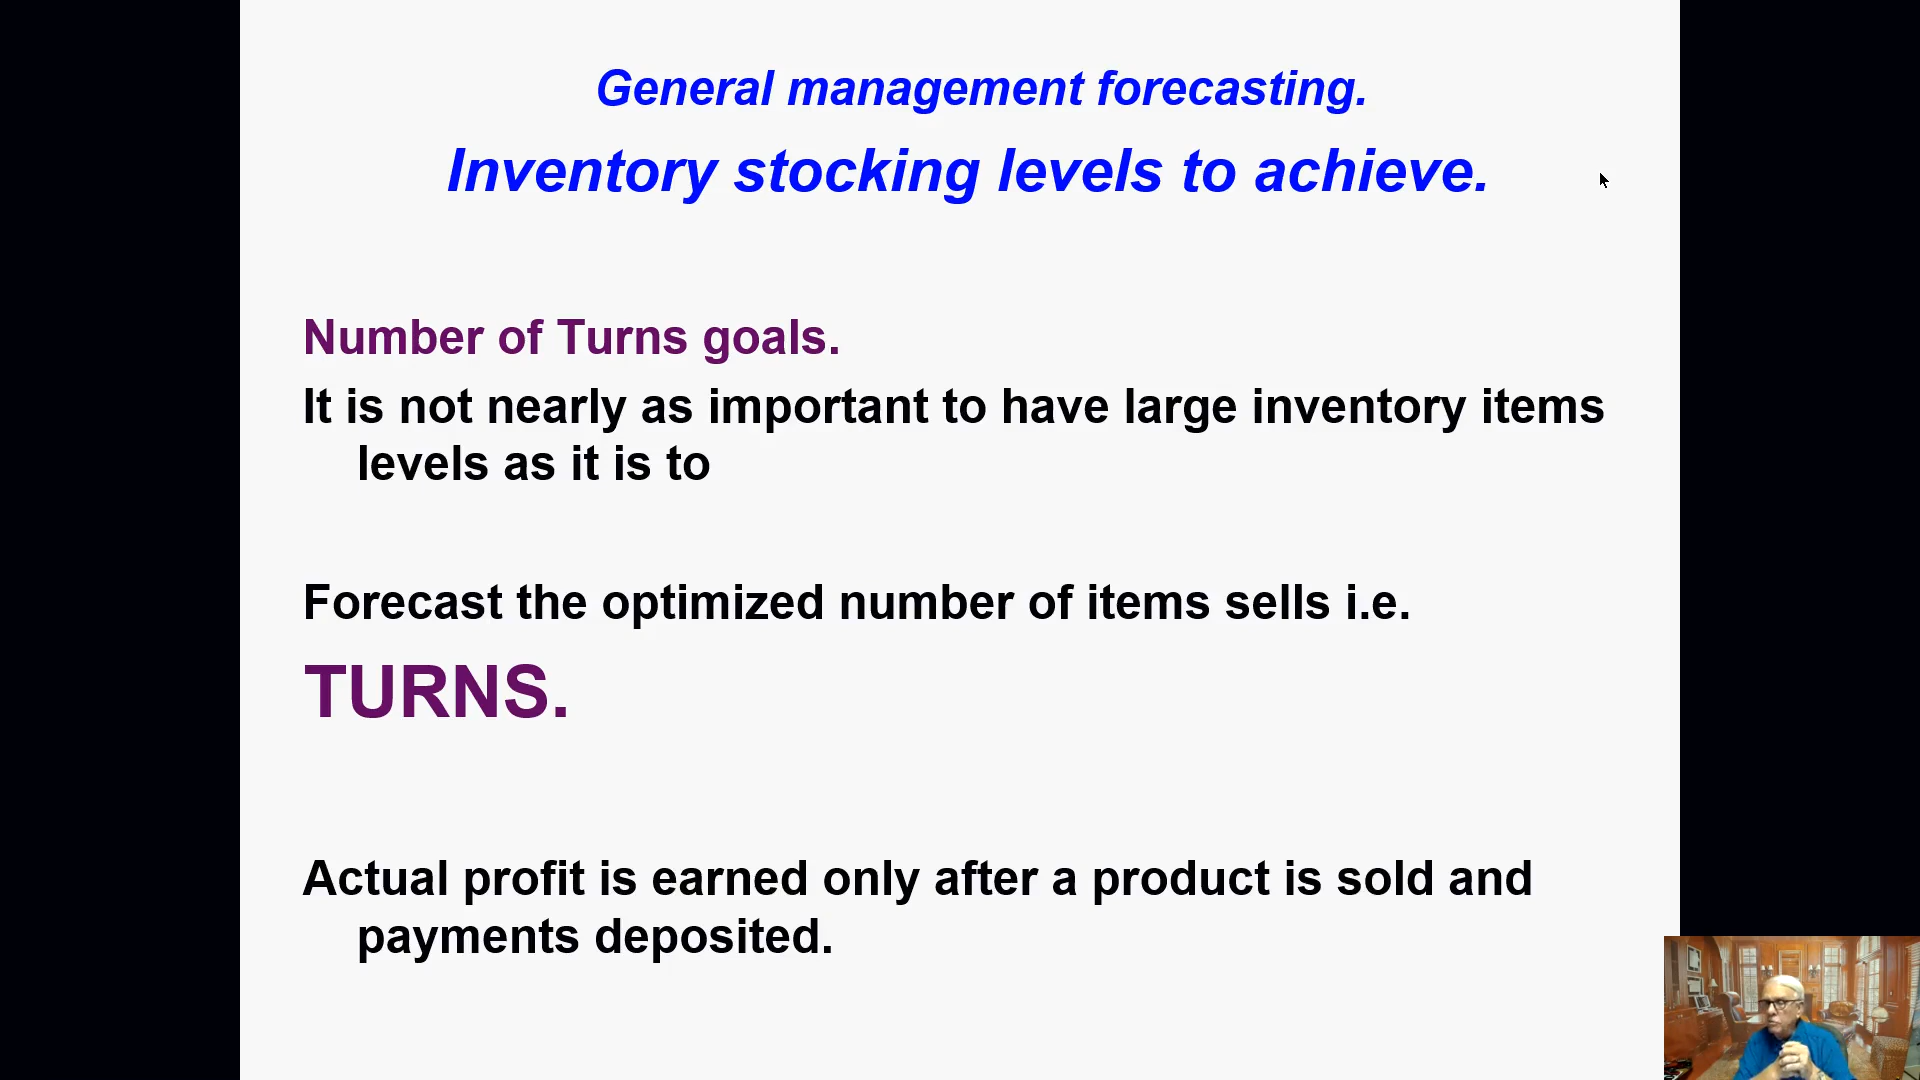 General management forecasting.
Inventory stocking levels to achieve.
Number of Turns goals.
It is not nearly as important to have large inventory items
levels as it is to
Forecast the optimized number of items sells i.e.
TURNS.
Actual profit is earned only after a product is sold and
payments deposited.